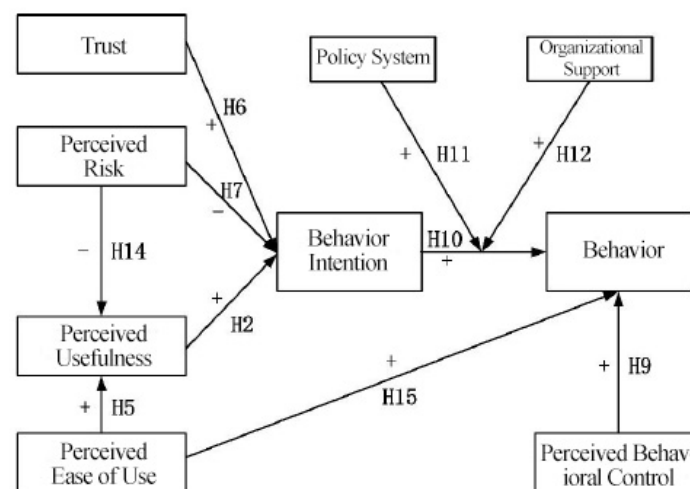 Trust
Policy System
Organizational
Support
H6
+
Perceived
Risk
+
H11
+
H12
H7
−
Behavior
Intention
H10
+
Behavior
−
H14
+
H2
Perceived
Usefulness
+
H15
+
H9
+
H5
Perceived
Ease of Use
Perceived Behav
ioral Control